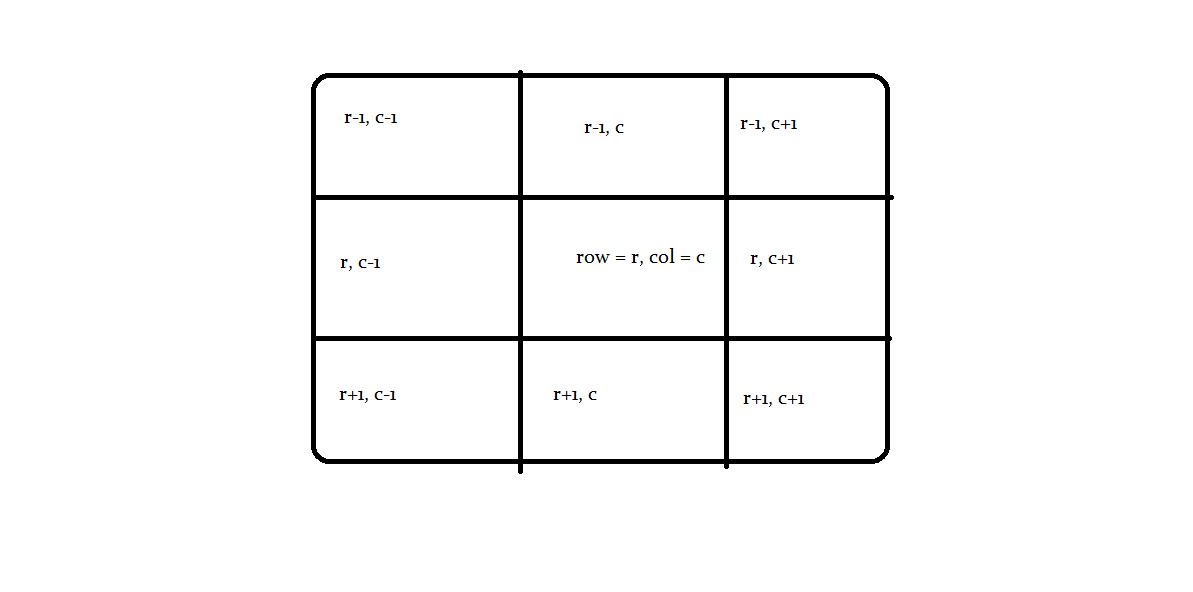 r-1, c-1
r-1, c
r-1, c+1
r, c-1
row = r, col = c
r, c+1
r+1, c-1
r+1, c
r+1, c+1